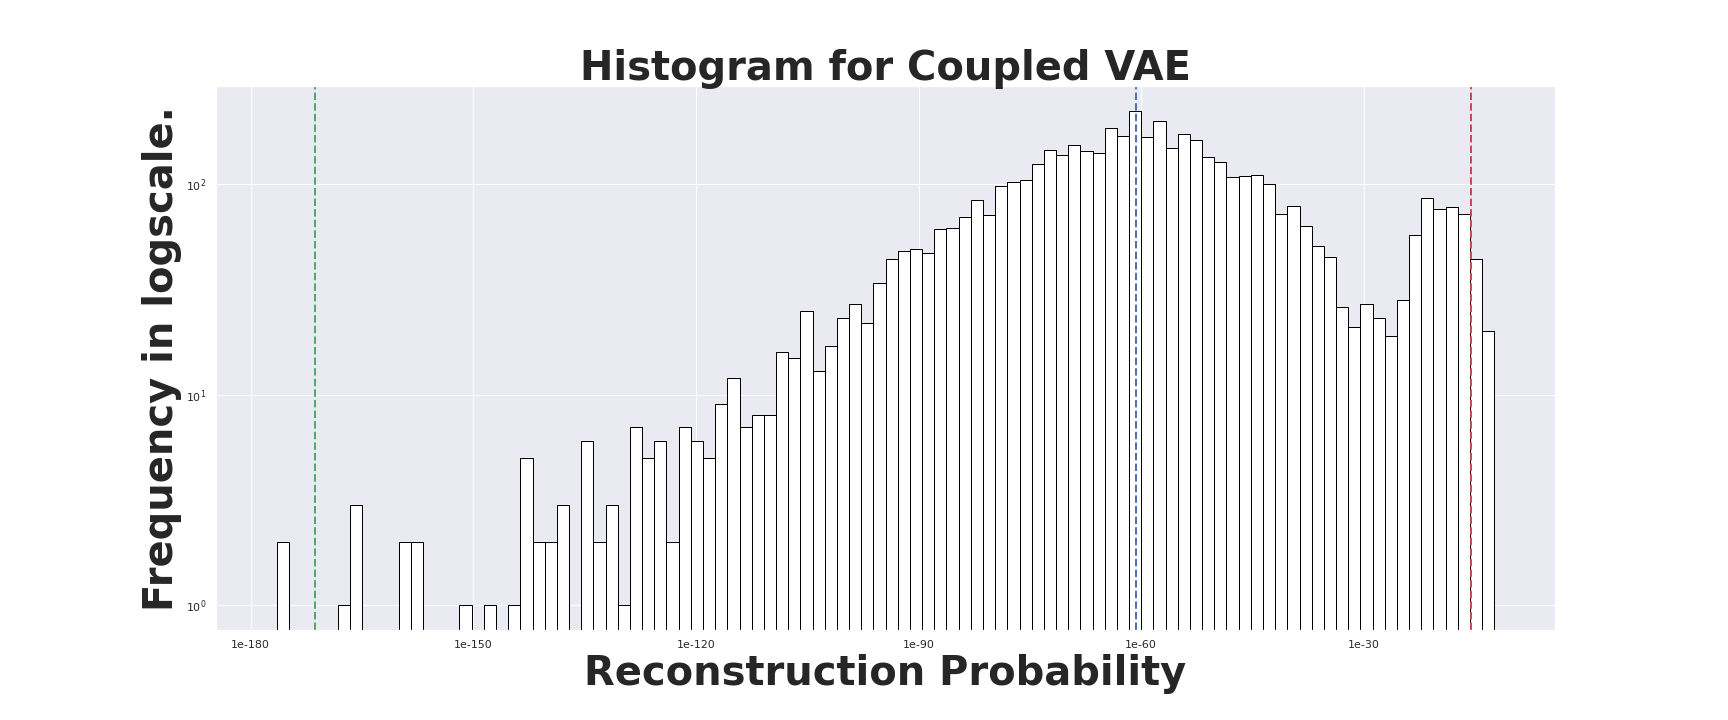 Histogram for Coupled VAE
Frequency in logscale.
10²
10¹
10⁰
1e-180 1e-150 1e-120 1e-90 1e-60 1e-30
Reconstruction Probability